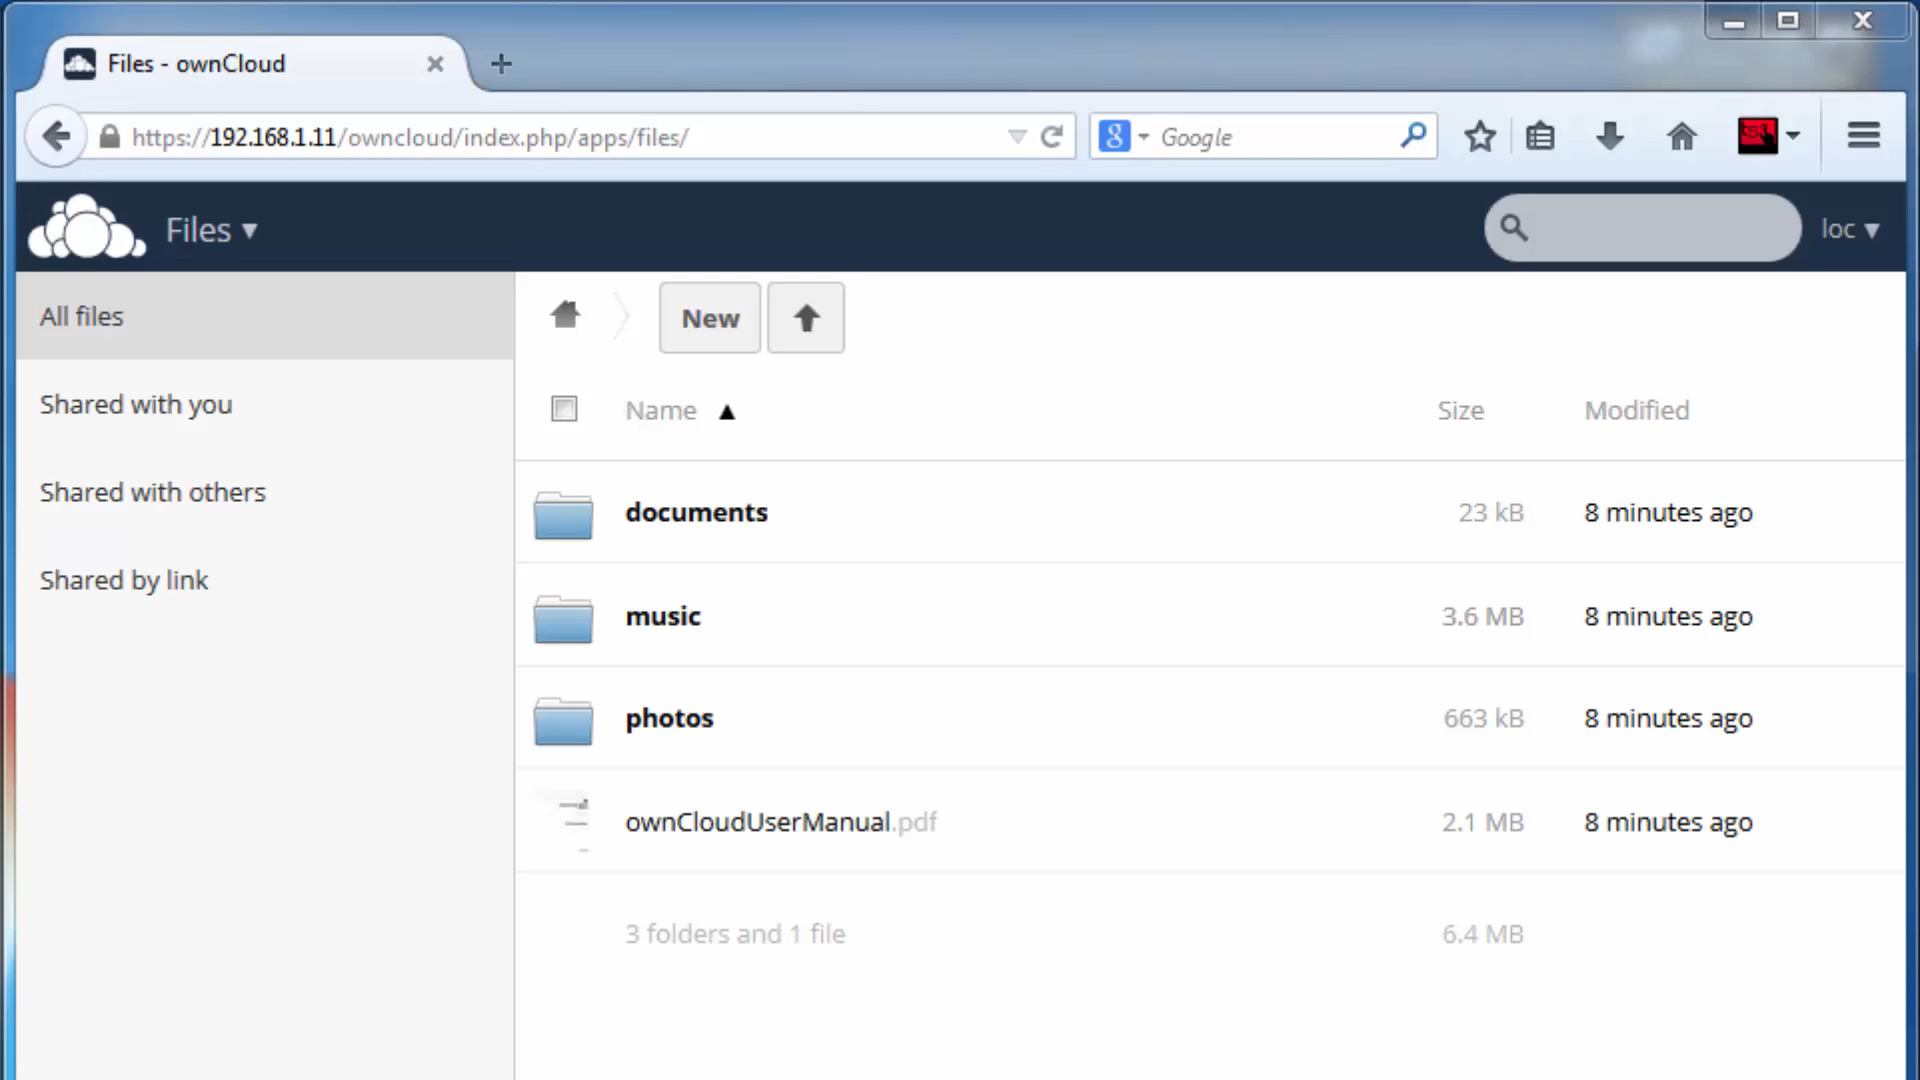 Files - ownCloud
https://192.168.1.11/owncloud/index.php/apps/files/
Google
Files
loc
All files
Shared with you
Shared with others
Shared by link
New
Name Size Modified
documents 23 kB 8 minutes ago
music 3.6 MB 8 minutes ago
photos 663 kB 8 minutes ago
ownCloudUserManual.pdf 2.1 MB 8 minutes ago
3 folders and 1 file 6.4 MB